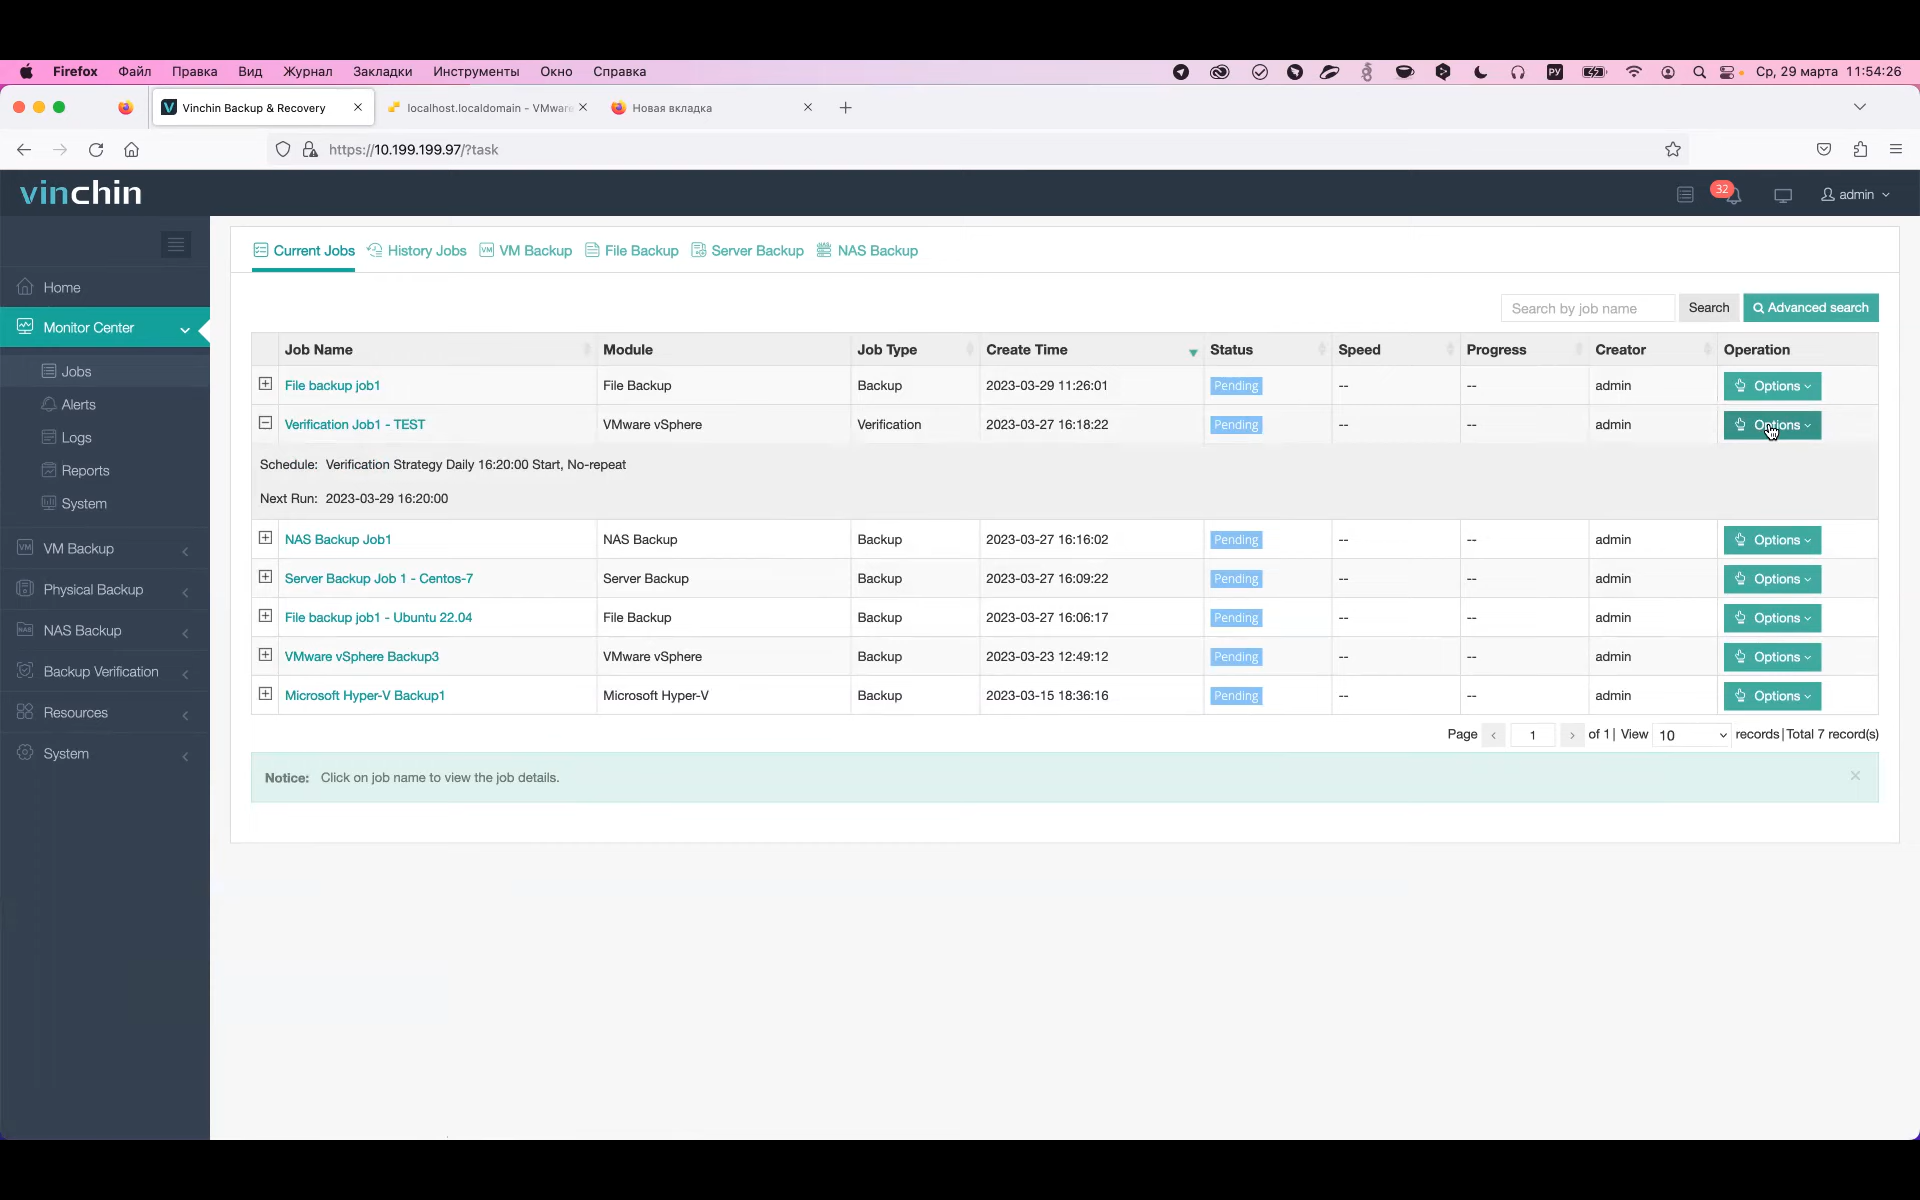 Firefox Файл Правка Вид Журнал Закладки Инструменты Окно Справка РУ Ср, 29 марта 11:54:26
Vinchin Backup & Recovery localhost.localdomain - VMware Новая вкладка
https://10.199.199.97/?task
vinchin 32 admin
Current Jobs History Jobs VM Backup File Backup Server Backup NAS Backup
Home
Monitor Center
Jobs
Alerts
Logs
Reports
System
VM Backup
Physical Backup
NAS Backup
Backup Verification
Resources
System
Search by job name Search Advanced search
Job Name Module Job Type Create Time Status Speed Progress Creator Operation
File backup job1 File Backup Backup 2023-03-29 11:26:01 Pending -- -- admin Options
Verification Job1 - TEST VMware vSphere Verification 2023-03-27 16:18:22 Pending -- -- admin Options
Schedule: Verification Strategy Daily 16:20:00 Start, No-repeat
Next Run: 2023-03-29 16:20:00
NAS Backup Job1 NAS Backup Backup 2023-03-27 16:16:02 Pending -- -- admin Options
Server Backup Job 1 - Centos-7 Server Backup Backup 2023-03-27 16:09:22 Pending -- -- admin Options
File backup job1 - Ubuntu 22.04 File Backup Backup 2023-03-27 16:06:17 Pending -- -- admin Options
VMware vSphere Backup3 VMware vSphere Backup 2023-03-23 12:49:12 Pending -- -- admin Options
Microsoft Hyper-V Backup1 Microsoft Hyper-V Backup 2023-03-15 18:36:16 Pending -- -- admin Options
Page 1 of 1 | View 10 records | Total 7 record(s)
Notice: Click on job name to view the job details.